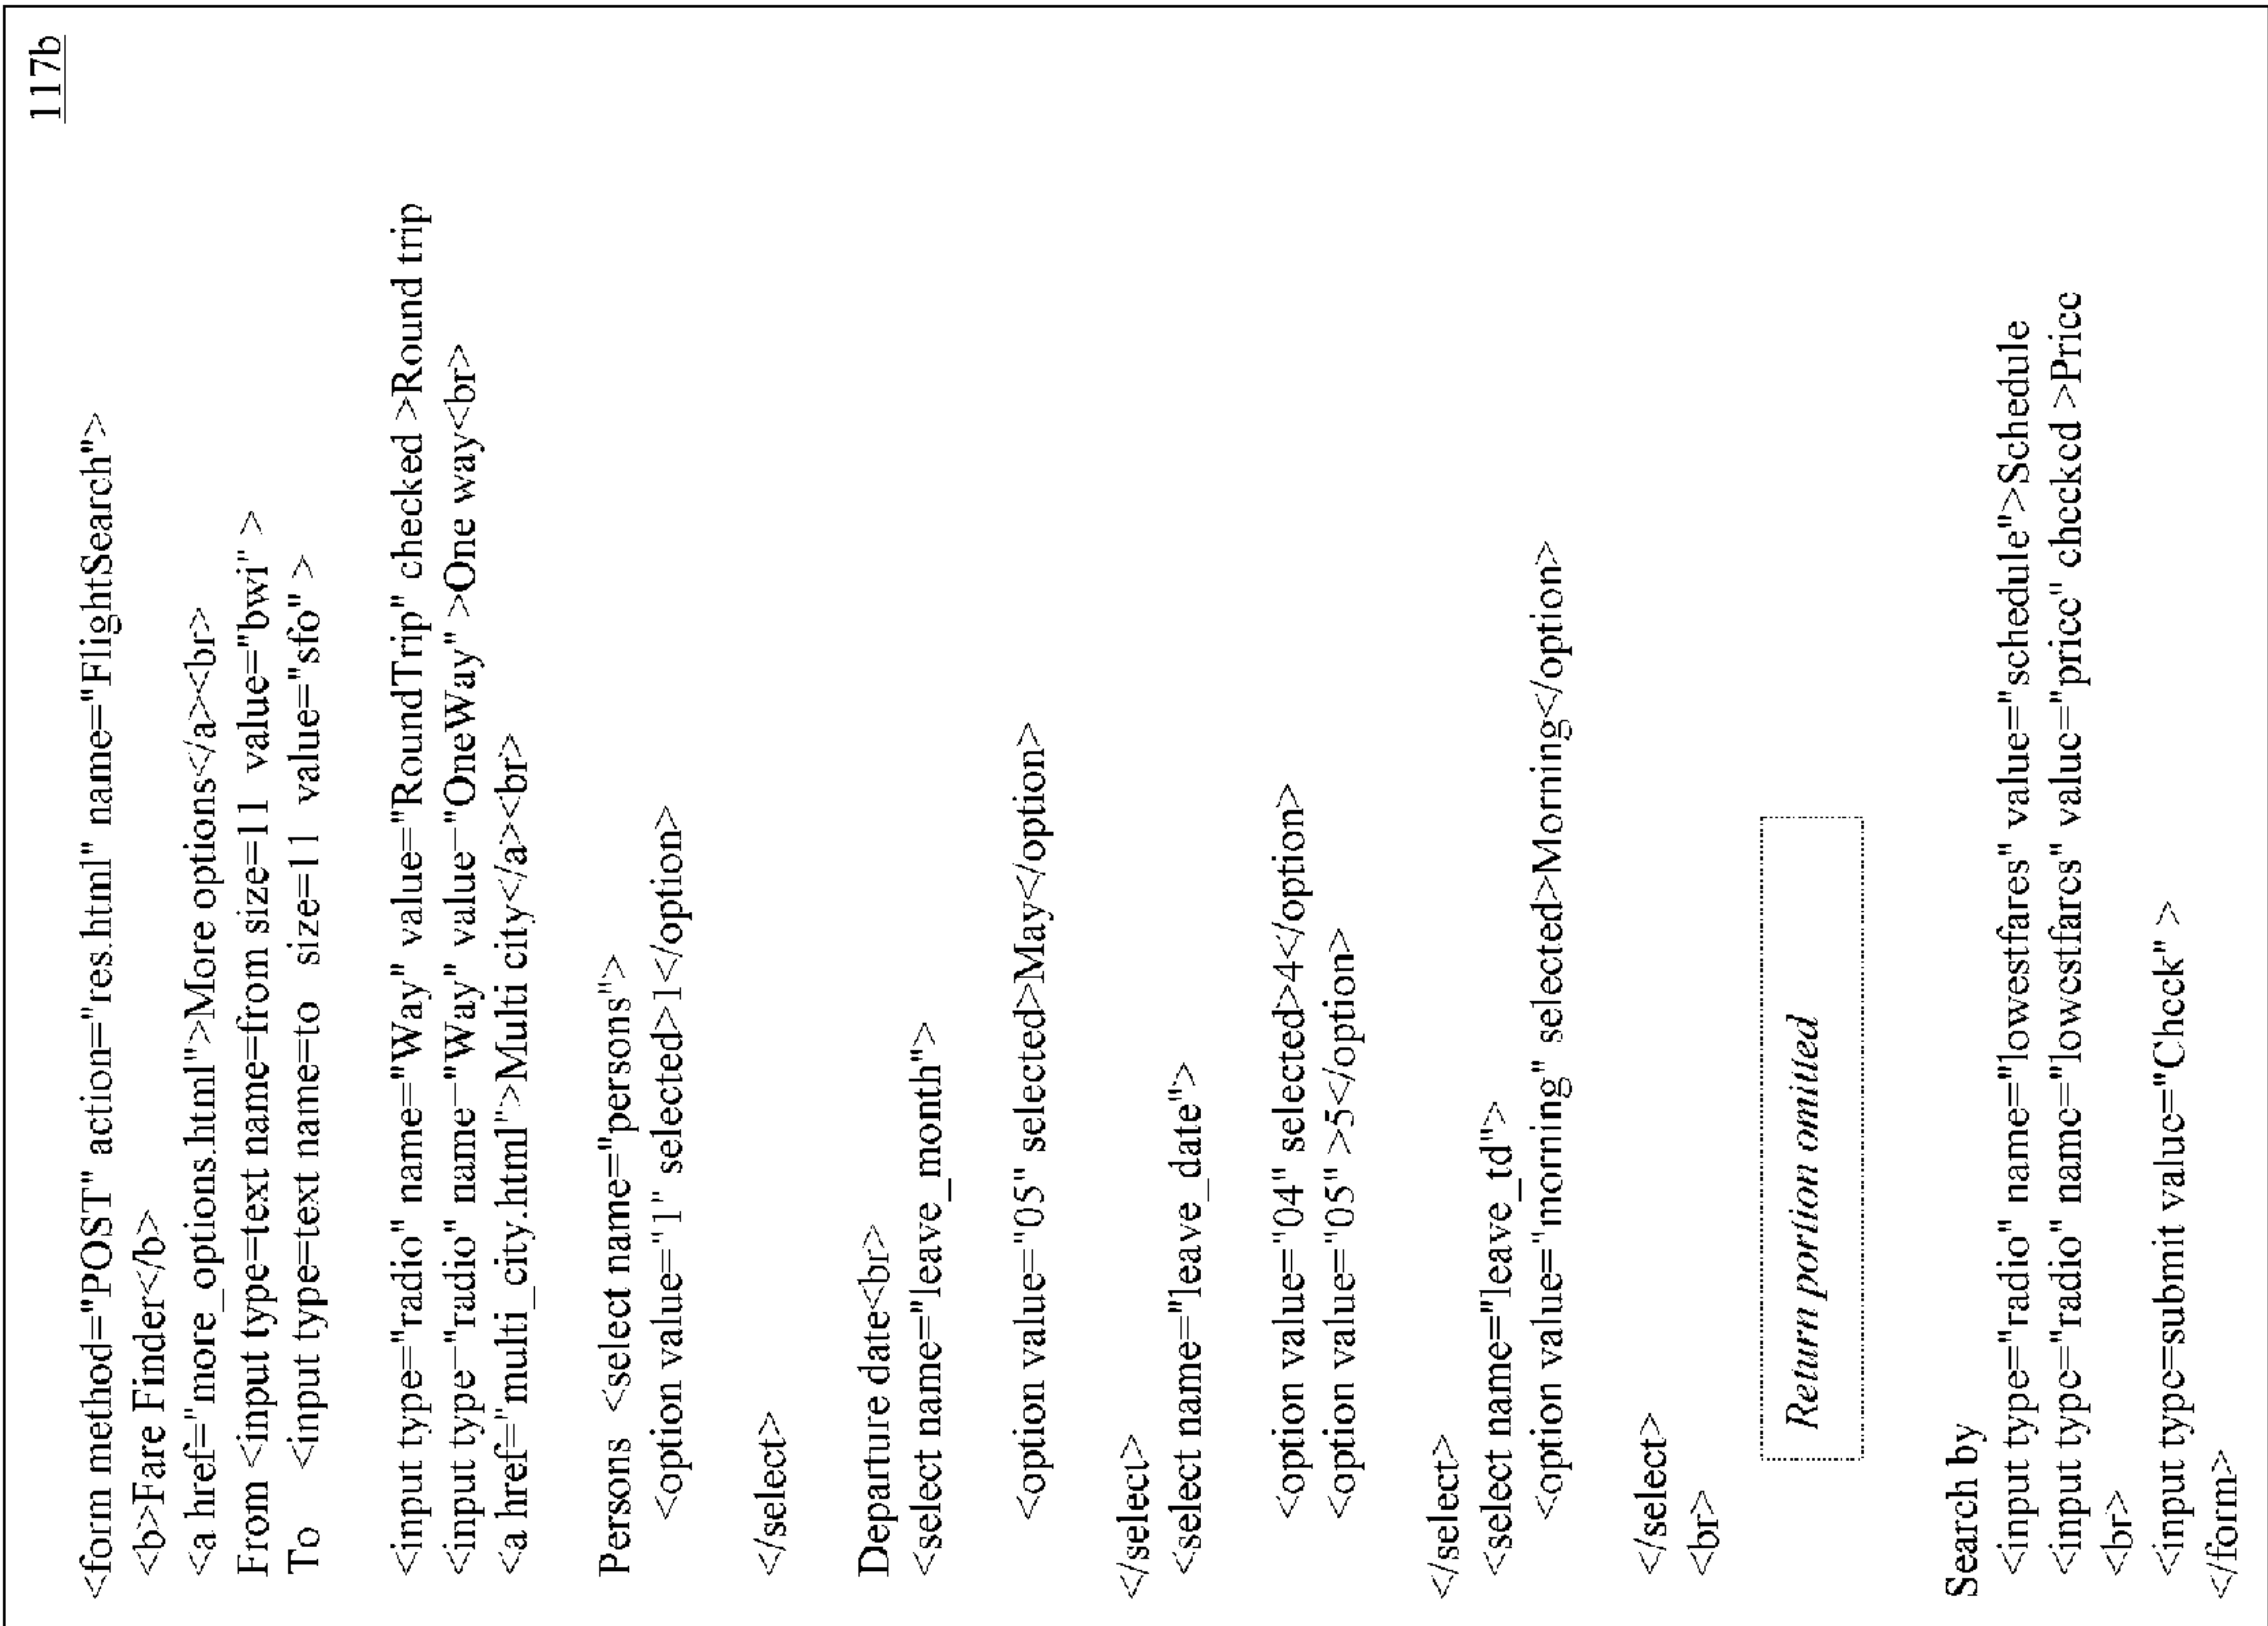 117b
<form method="POST" action="res.html" name="FlightSearch">
<b>Fare Finder</b>
<a href="more_options.html">More options</a><br>
From <input type=text name=from size=11 value="bwi" >
To <input type=text name=to size=11 value="sfo" >
<input type="radio" name="Way" value="RoundTrip" checked >Round trip
<input type="radio" name="Way" value="OneWay" >One way<br>
<a href="multi_city.html">Multi city</a><br>
Persons <select name="persons">
<option value="1" selected>1</option>
</select>
Departure date<br>
<select name="leave_month">
<option value="05" selected>May</option>
</select>
<select name="leave_date">
<option value="04" selected>4</option>
<option value="05" >5</option>
</select>
<select name="leave_td">
<option value="morning" selected>Morning</option>
</select>
<br>
Return portion omitted
Search by
<input type="radio" name="lowestfares" value="schedule">Schedule
<input type="radio" name="lowestfares" value="price" checked >Price
<br>
<input type=submit value="Check" >
</form>